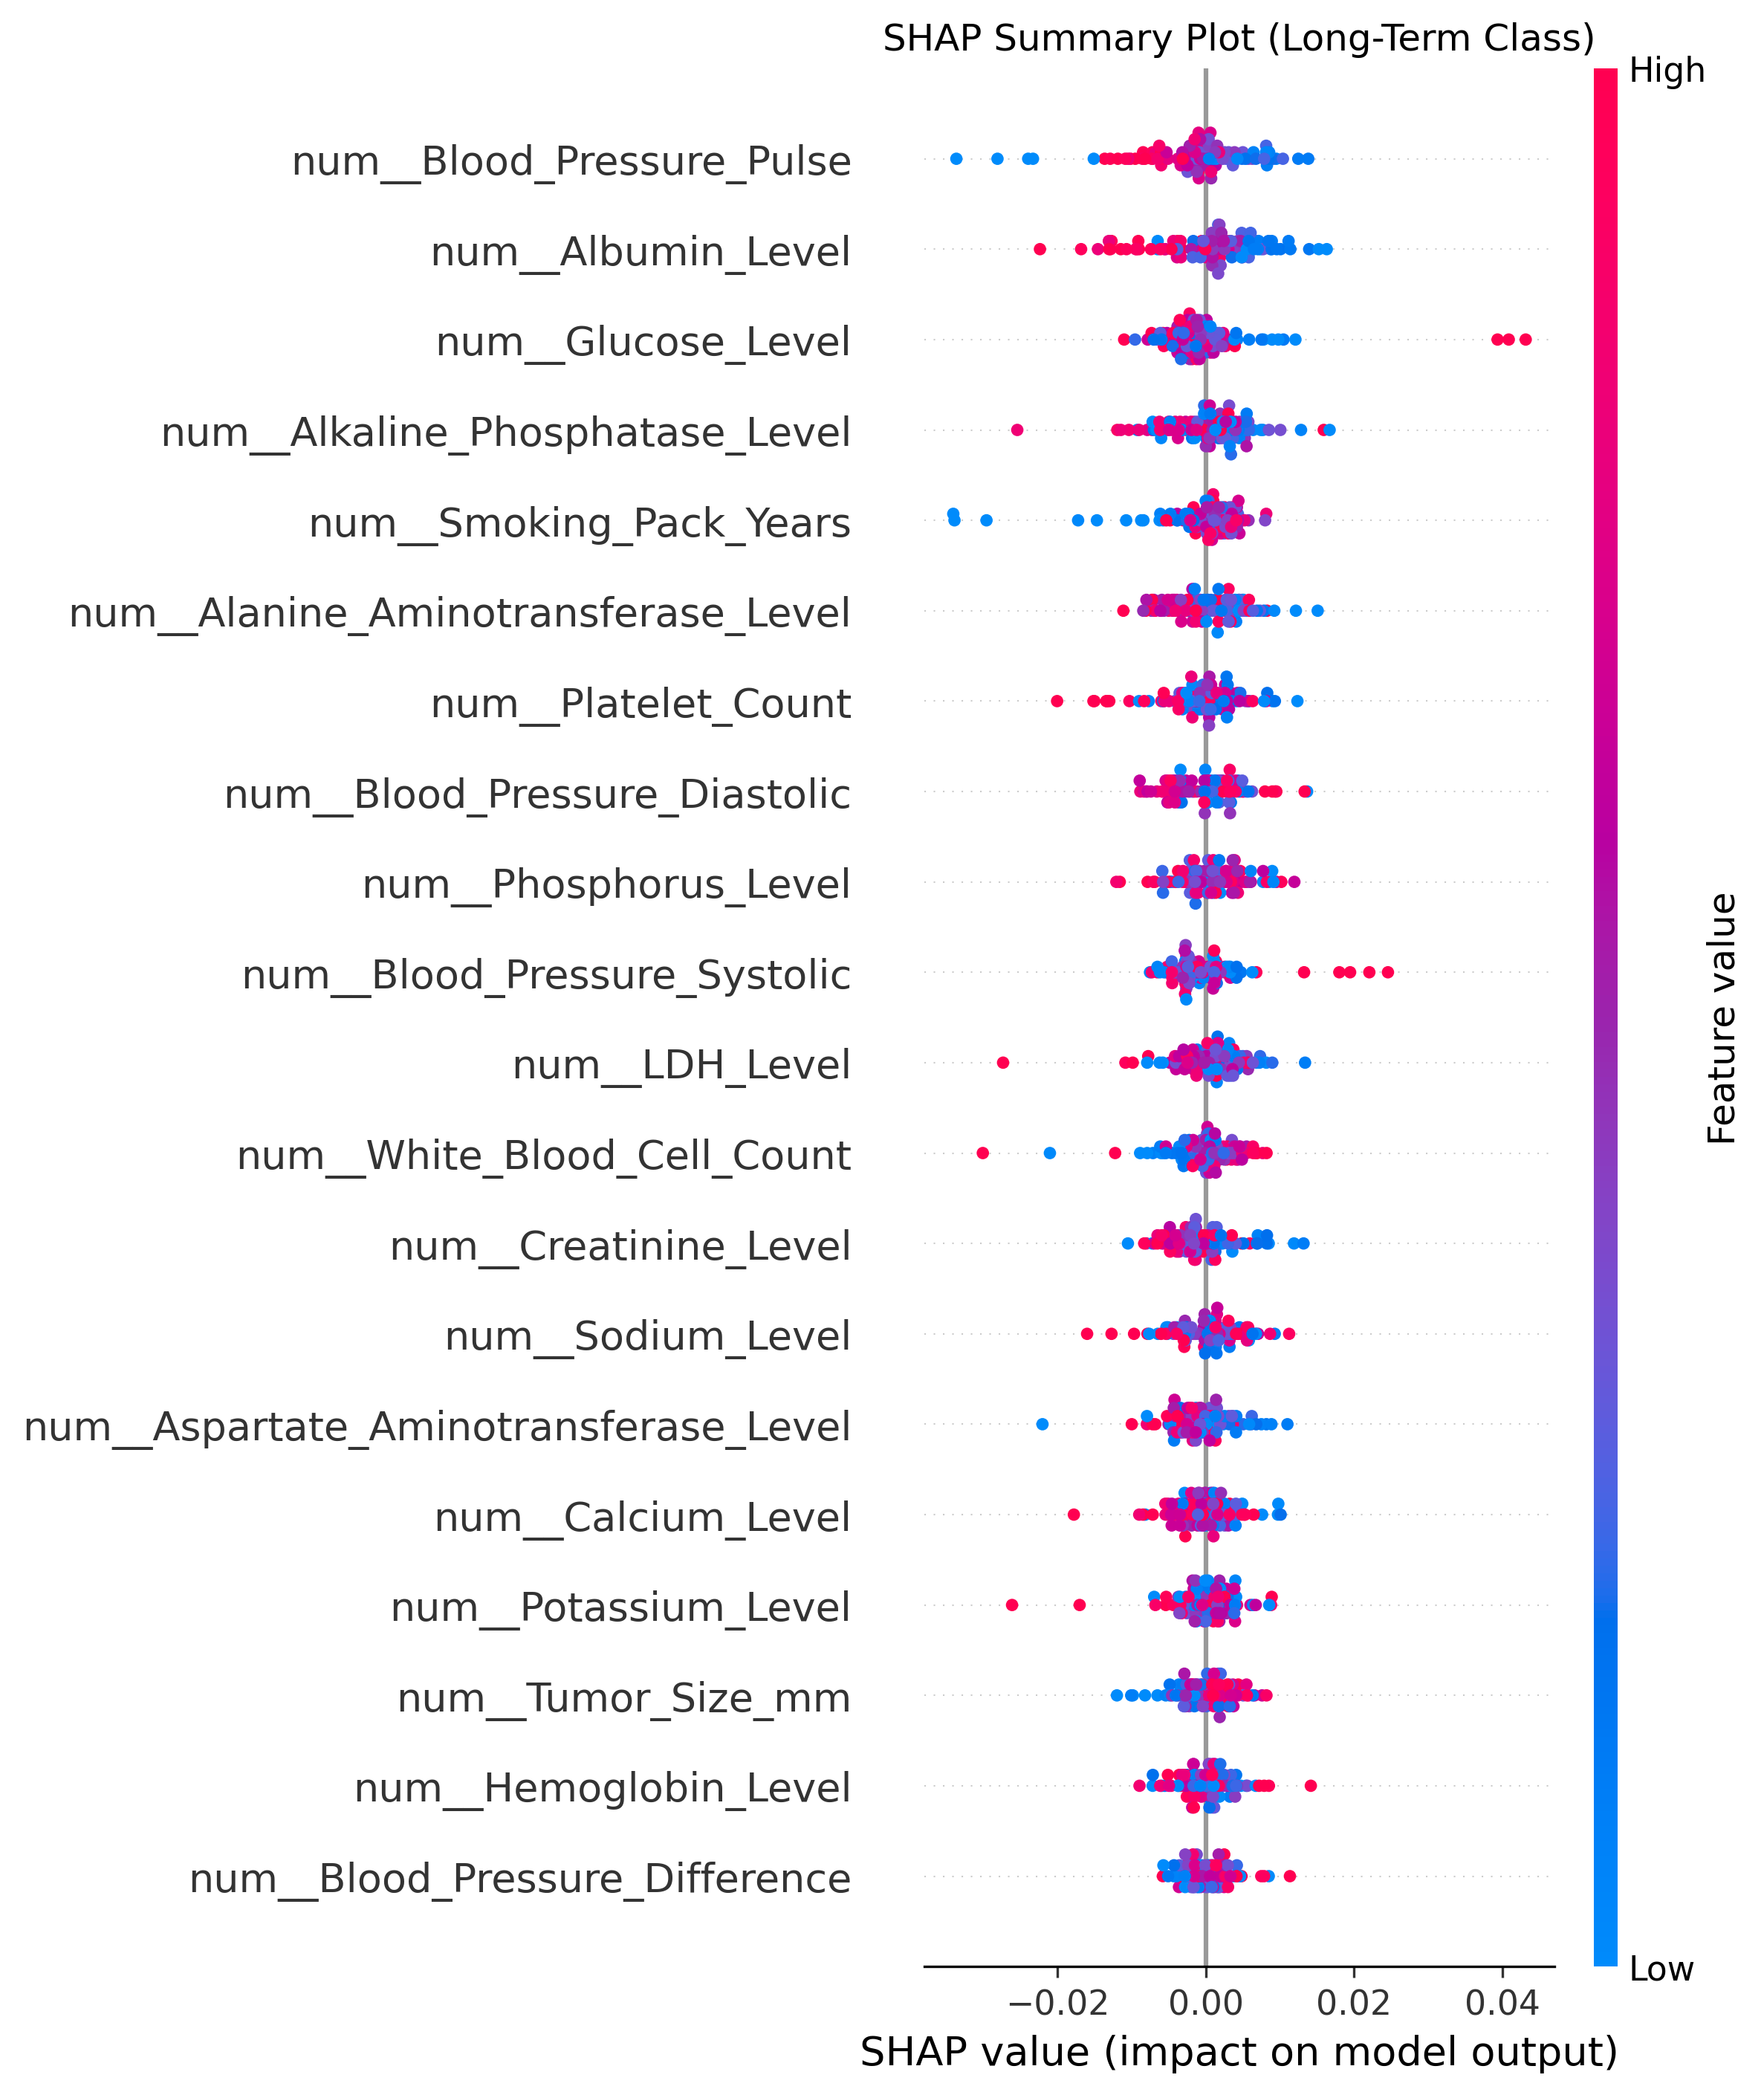 SHAP Summary Plot (Long-Term Class)
High
num__Blood_Pressure_Pulse
num__Albumin_Level
num__Glucose_Level
num__Alkaline_Phosphatase_Level
num__Smoking_Pack_Years
num__Alanine_Aminotransferase_Level
num__Platelet_Count
num__Blood_Pressure_Diastolic
num__Phosphorus_Level
num__Blood_Pressure_Systolic
num__LDH_Level
num__White_Blood_Cell_Count
num__Creatinine_Level
num__Sodium_Level
num__Aspartate_Aminotransferase_Level
num__Calcium_Level
num__Potassium_Level
num__Tumor_Size_mm
num__Hemoglobin_Level
num__Blood_Pressure_Difference
Feature value
Low
−0.02 0.00 0.02 0.04
SHAP value (impact on model output)